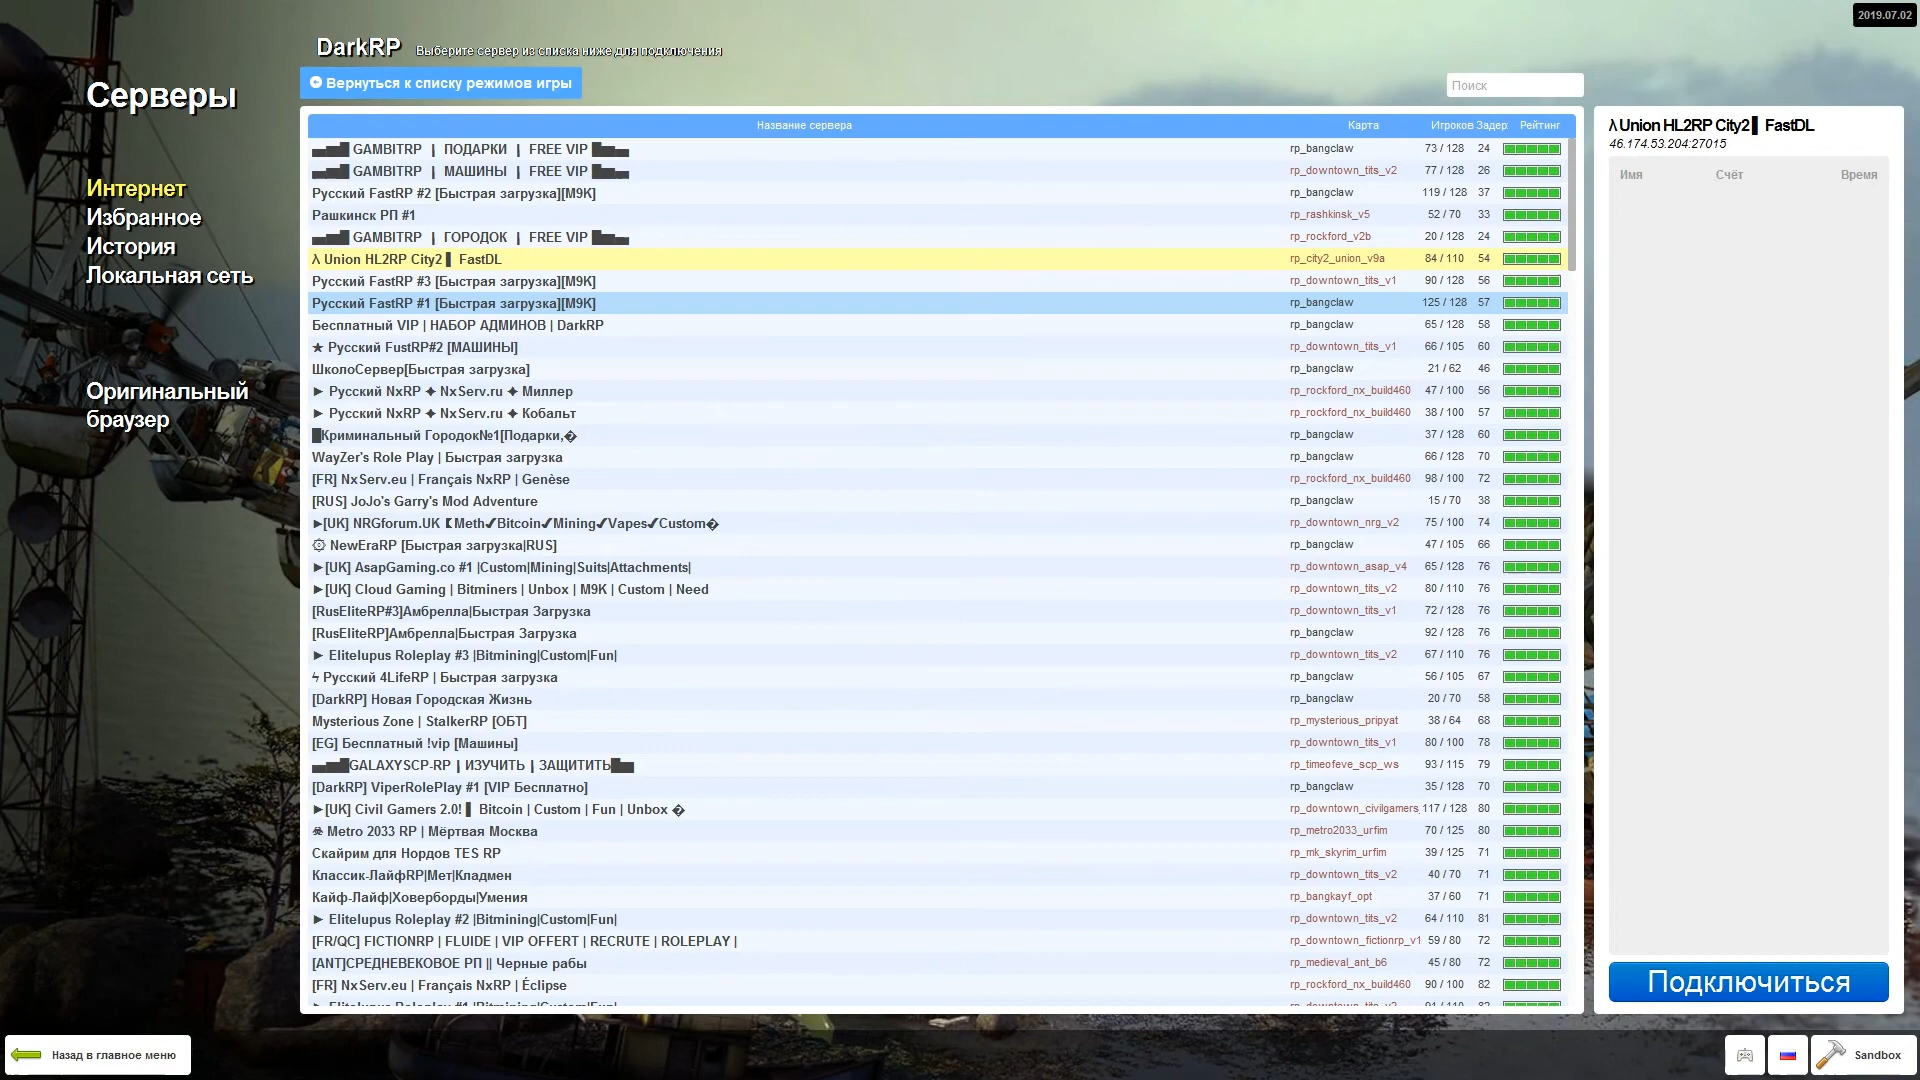 2019.07.02
DarkRP Выберите сервер из списка ниже для подключения
Вернуться к списку режимов игры
Поиск
Серверы
Интернет
Избранное
История
Локальная сеть
Оригинальный
браузер
Название сервера Карта Игроков Задер Рейтинг
▄▅▆█ GAMBITRP ❘ ПОДАРКИ ❘ FREE VIP █▆▅▄ rp_bangclaw 73 / 128 24
▄▅▆█ GAMBITRP ❘ МАШИНЫ ❘ FREE VIP █▆▅▄ rp_downtown_tits_v2 77 / 128 26
Русский FastRP #2 [Быстрая загрузка][M9K] rp_bangclaw 119 / 128 37
Рашкинск РП #1 rp_rashkinsk_v5 52 / 70 33
▄▅▆█ GAMBITRP ❘ ГОРОДОК ❘ FREE VIP █▆▅▄ rp_rockford_v2b 20 / 128 24
λ Union HL2RP City2 ▌ FastDL rp_city2_union_v9a 84 / 110 54
Русский FastRP #3 [Быстрая загрузка][M9K] rp_downtown_tits_v1 90 / 128 56
Русский FastRP #1 [Быстрая загрузка][M9K] rp_bangclaw 125 / 128 57
Бесплатный VIP | НАБОР АДМИНОВ | DarkRP rp_bangclaw 65 / 128 58
★ Русский FustRP#2 [МАШИНЫ] rp_downtown_tits_v1 66 / 105 60
ШколоСервер[Быстрая загрузка] rp_bangclaw 21 / 62 46
► Русский NxRP ✦ NxServ.ru ✦ Миллер rp_rockford_nx_build460 47 / 100 56
► Русский NxRP ✦ NxServ.ru ✦ Кобальт rp_rockford_nx_build460 38 / 100 57
█Криминальный Городок№1[Подарки,� rp_bangclaw 37 / 128 60
WayZer's Role Play | Быстрая загрузка rp_bangclaw 66 / 128 70
[FR] NxServ.eu | Français NxRP | Genèse rp_rockford_nx_build460 98 / 100 72
[RUS] JoJo's Garry's Mod Adventure rp_bangclaw 15 / 70 38
►[UK] NRGforum.UK 【Meth✔Bitcoin✔Mining✔Vapes✔Custom� rp_downtown_nrg_v2 75 / 100 74
۞ NewEraRP [Быстрая загрузка|RUS] rp_bangclaw 47 / 105 66
►[UK] AsapGaming.co #1 |Custom|Mining|Suits|Attachments| rp_downtown_asap_v4 65 / 128 76
►[UK] Cloud Gaming | Bitminers | Unbox | M9K | Custom | Need rp_downtown_tits_v2 80 / 110 76
[RusEliteRP#3]Амбрелла|Быстрая Загрузка rp_downtown_tits_v1 72 / 128 76
[RusEliteRP]Амбрелла|Быстрая Загрузка rp_bangclaw 92 / 128 76
► Elitelupus Roleplay #3 |Bitmining|Custom|Fun| rp_downtown_tits_v2 67 / 110 76
ϟ Русский 4LifeRP | Быстрая загрузка rp_bangclaw 56 / 105 67
[DarkRP] Новая Городская Жизнь rp_bangclaw 20 / 70 58
Mysterious Zone | StalkerRP [ОБТ] rp_mysterious_pripyat 38 / 64 68
[EG] Бесплатный !vip [Машины] rp_downtown_tits_v1 80 / 100 78
▄▅▆█GALAXYSCP-RP ❘ ИЗУЧИТЬ ❘ ЗАЩИТИТЬ█▆▅ rp_timeofeve_scp_ws 93 / 115 79
[DarkRP] ViperRolePlay #1 [VIP Бесплатно] rp_bangclaw 35 / 128 70
►[UK] Civil Gamers 2.0! ▌ Bitcoin | Custom | Fun | Unbox � rp_downtown_civilgamers_ 117 / 128 80
☣ Metro 2033 RP | Мёртвая Москва rp_metro2033_urfim 70 / 125 80
Скайрим для Нордов TES RP rp_mk_skyrim_urfim 39 / 125 71
Классик-ЛайфRP|Мет|Кладмен rp_downtown_tits_v2 40 / 70 71
Кайф-Лайф|Ховерборды|Умения rp_bangkayf_opt 37 / 60 71
► Elitelupus Roleplay #2 |Bitmining|Custom|Fun| rp_downtown_tits_v2 64 / 110 81
[FR/QC] FICTIONRP | FLUIDE | VIP OFFERT | RECRUTE | ROLEPLAY | rp_downtown_fictionrp_v1 59 / 80 72
[ANT]СРЕДНЕВЕКОВОЕ РП || Черные рабы rp_medieval_ant_b6 45 / 80 72
[FR] NxServ.eu | Français NxRP | Éclipse rp_rockford_nx_build460 90 / 100 82
► Elitelupus Roleplay #1 |Bitmining|Custom|Fun| rp_downtown_tits_v2 91 / 110 82
λ Union HL2RP City2 ▌ FastDL
46.174.53.204:27015
Имя Счёт Время
Подключиться
Назад в главное меню
Sandbox